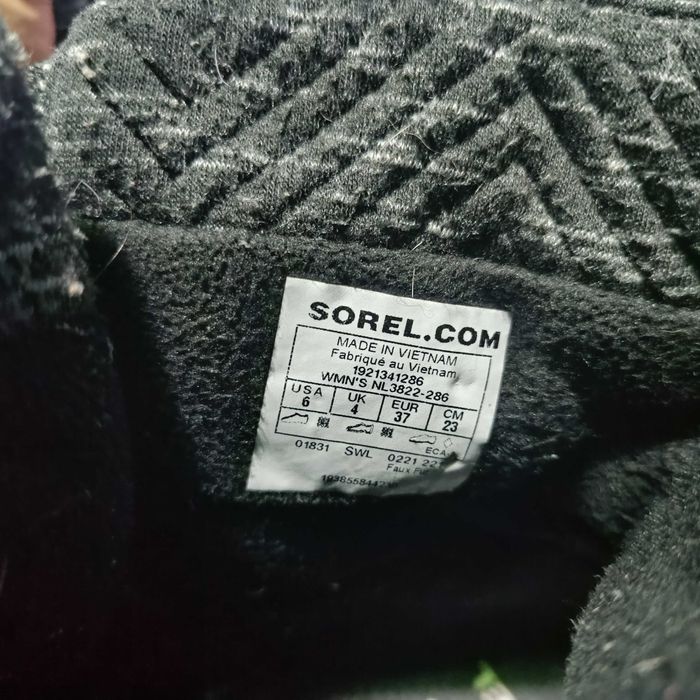 SOREL.COM
MADE IN VIETNAM
Fabriqué au Vietnam
1921341286
WMN'S NL3822-286
USA UK EUR CM
6 4 37 23
01831 SWL 0221
Faux